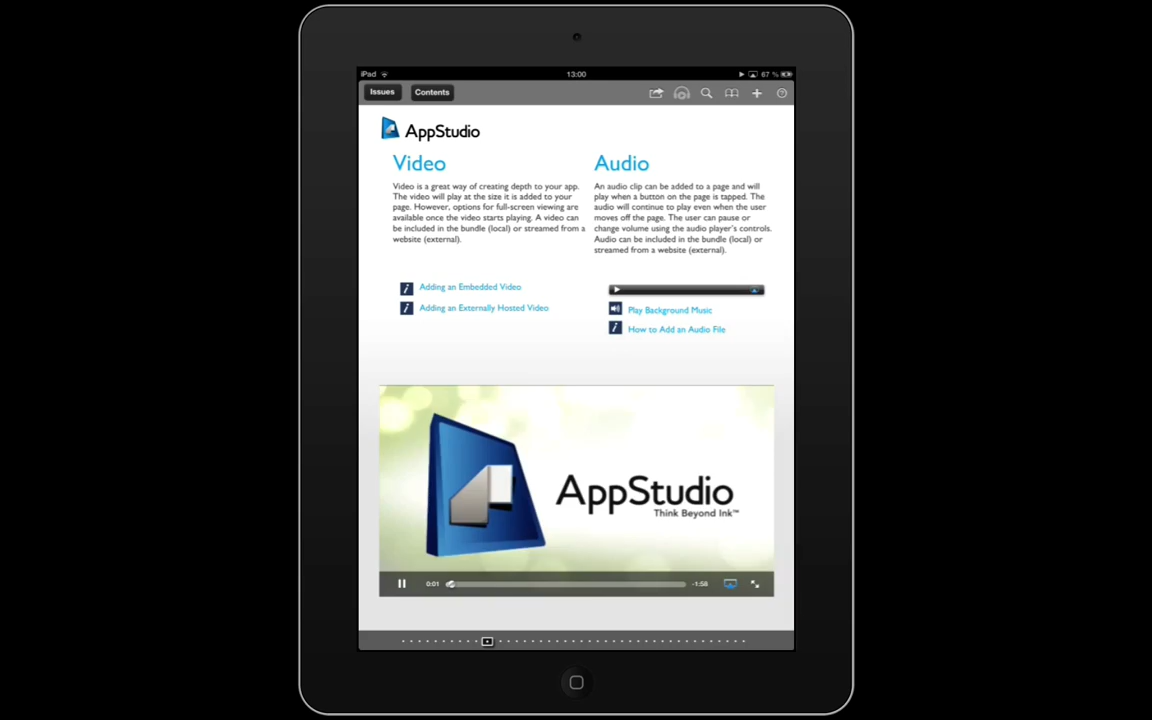 iPad
13:00
67 %
Issues
Contents
AppStudio
Video
Video is a great way of creating depth to your app.
The video will play at the size it is added to your
page. However, options for full-screen viewing are
available once the video starts playing. A video can
be included in the bundle (local) or streamed from a
website (external).
Adding an Embedded Video
Adding an Externally Hosted Video
Audio
An audio clip can be added to a page and will
play when a button on the page is tapped. The
audio will continue to play even when the user
moves off the page. The user can pause or
change volume using the audio player's controls.
Audio can be included in the bundle (local) or
streamed from a website (external).
Play Background Music
How to Add an Audio File
AppStudio
Think Beyond Ink™
0:01
-1:58